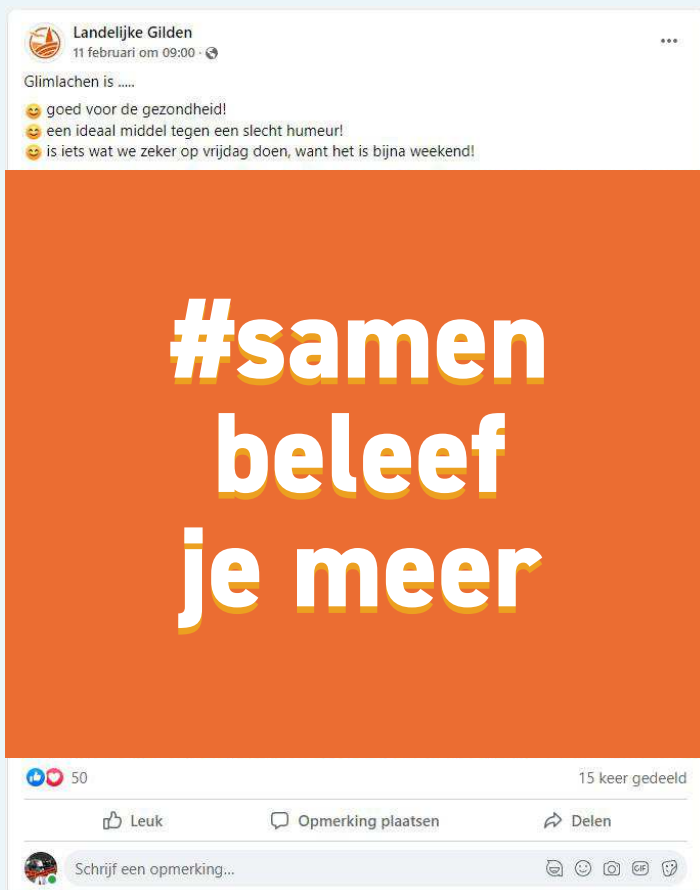 Landelijke Gilden
11 februari om 09:00 ·
Glimlachen is .....
😊 goed voor de gezondheid!
😊 een ideaal middel tegen een slecht humeur!
😊 is iets wat we zeker op vrijdag doen, want het is bijna weekend!
#samen
beleef
je meer
50 15 keer gedeeld
Leuk Opmerking plaatsen Delen
Schrijf een opmerking... GIF